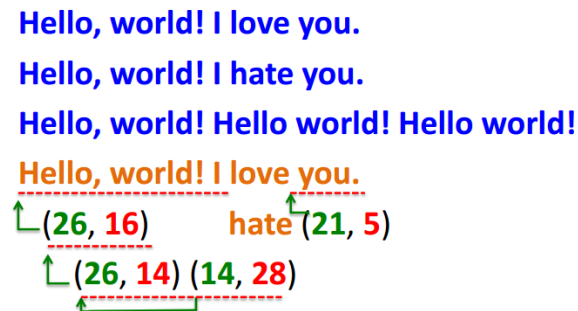 Hello, world! I love you.
Hello, world! I hate you.
Hello, world! Hello world! Hello world!
Hello, world! I love you.
(26, 16) hate (21, 5)
(26, 14) (14, 28)